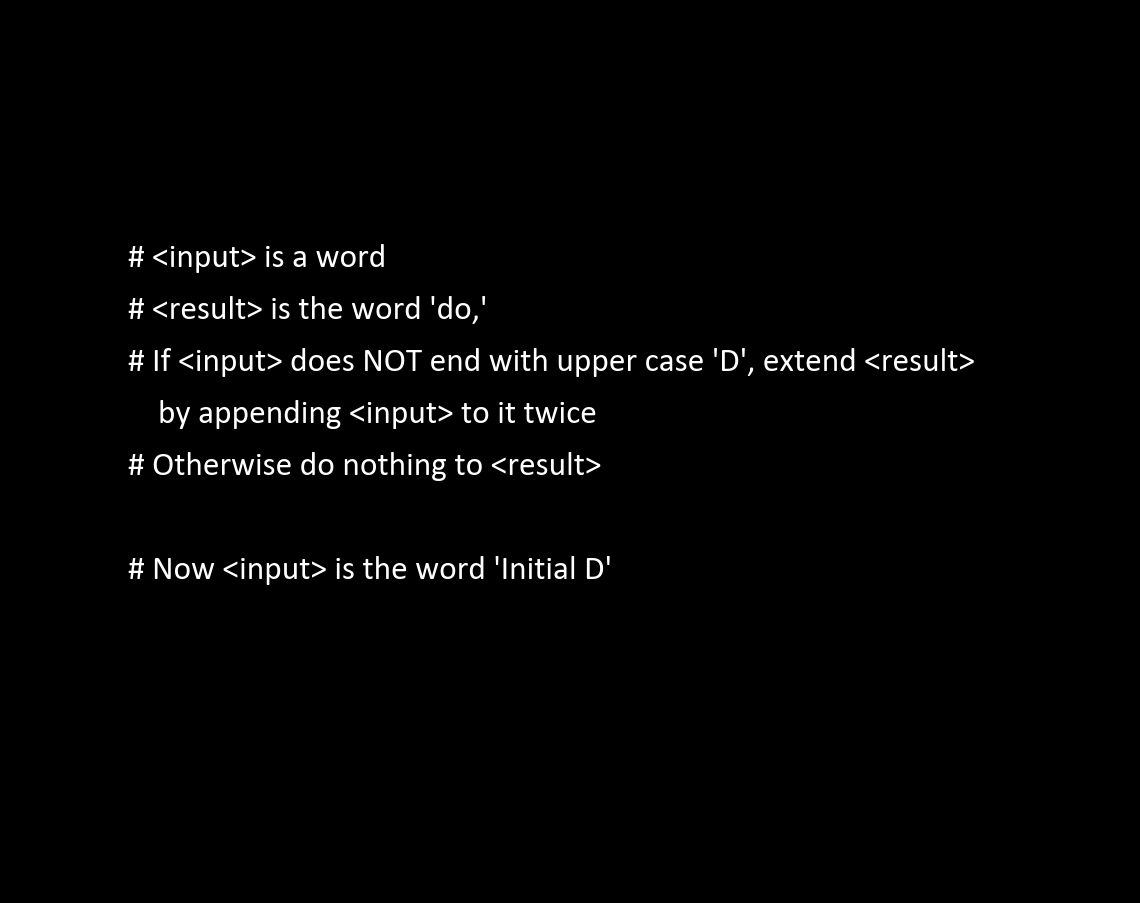 # <input> is a word
# <result> is the word 'do,'
# If <input> does NOT end with upper case 'D', extend <result>
by appending <input> to it twice
# Otherwise do nothing to <result>
# Now <input> is the word 'Initial D'